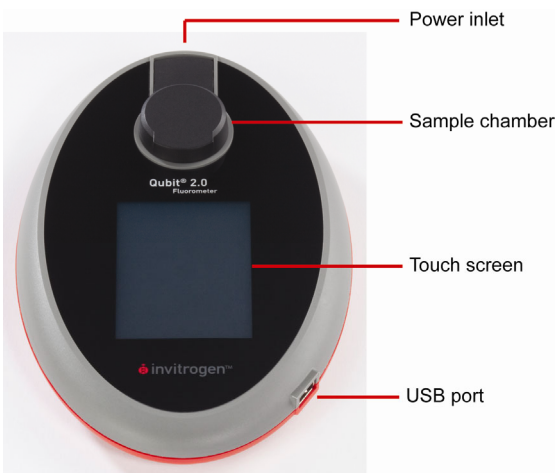 Power inlet
Sample chamber
Qubit® 2.0
Fluorometer
Touch screen
invitrogen™
USB port